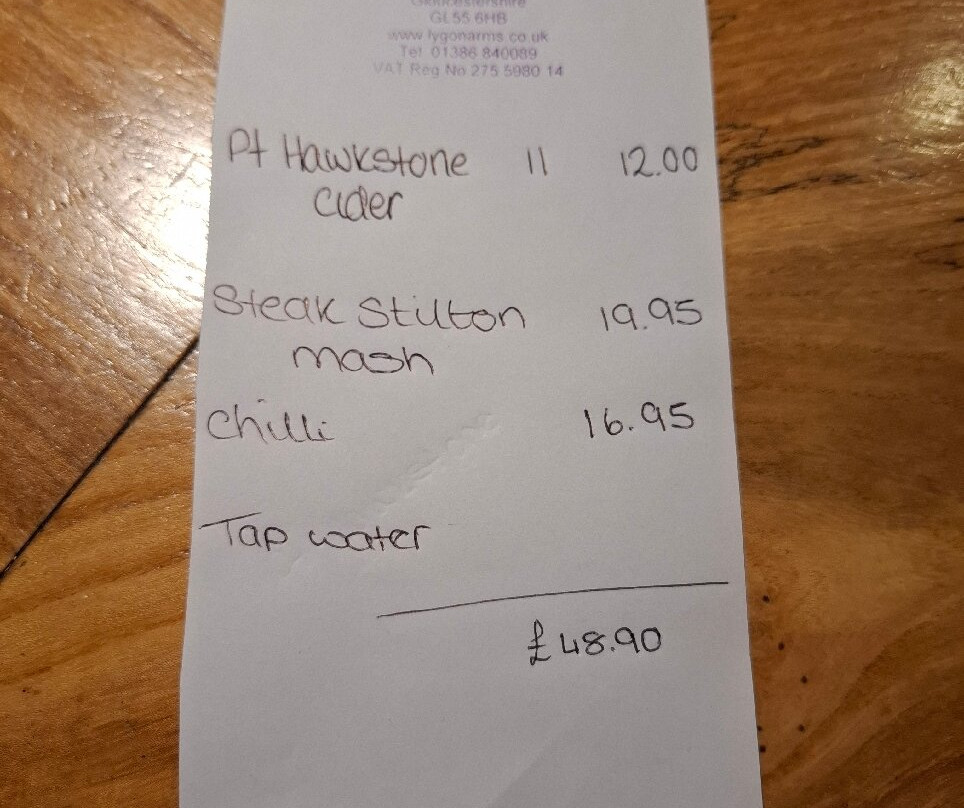 Gloucestershire
GL55 6HB
www.lygonarms.co.uk
Tel 01386 840089
VAT Reg No 275 5980 14
Pt Hawkstone 11 12.00
cider
Steak Stilton 19.95
mash
Chilli 16.95
Tap water
£48.90